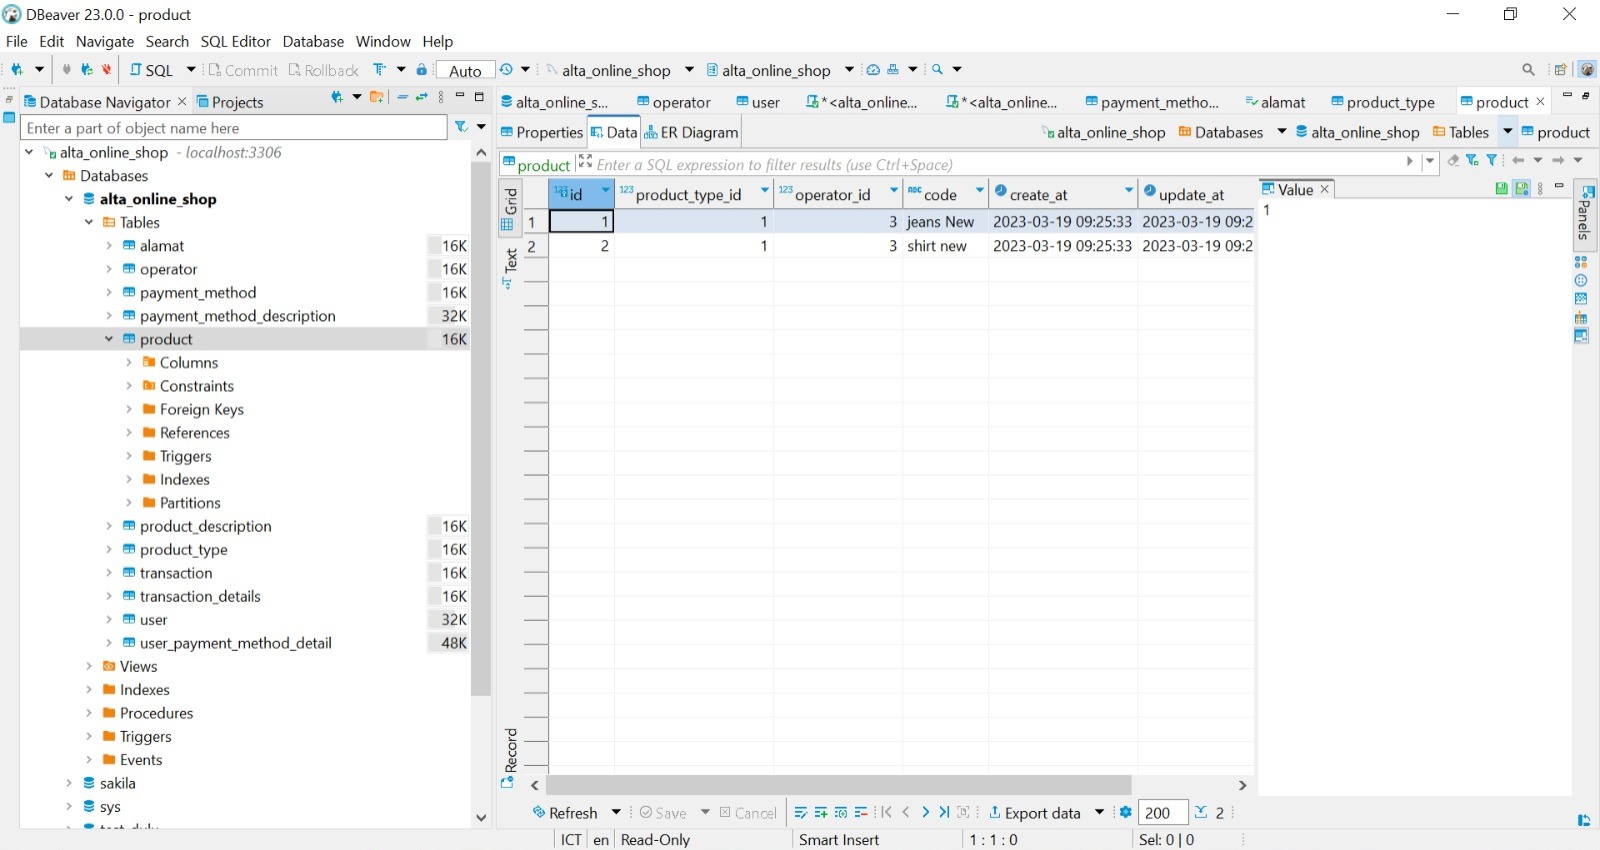 DBeaver 23.0.0 - product
File Edit Navigate Search SQL Editor Database Window Help
SQL Commit Rollback Auto alta_online_shop alta_online_shop
Database Navigator Projects
Enter a part of object name here
alta_online_shop - localhost:3306
Databases
alta_online_shop
Tables
alamat 16K
operator 16K
payment_method 16K
payment_method_description 32K
product 16K
Columns
Constraints
Foreign Keys
References
Triggers
Indexes
Partitions
product_description 16K
product_type 16K
transaction 16K
transaction_details 16K
user 32K
user_payment_method_detail 48K
Views
Indexes
Procedures
Triggers
Events
sakila
sys
alta_online_s... operator user *<alta_online... *<alta_online... payment_metho... alamat product_type product
Properties Data ER Diagram alta_online_shop Databases alta_online_shop Tables product
product Enter a SQL expression to filter results (use Ctrl+Space)
Grid
Text
Record
123 id 123 product_type_id 123 operator_id ABC code create_at update_at
1 1 1 3 jeans New 2023-03-19 09:25:33 2023-03-19 09:2
2 2 1 3 shirt new 2023-03-19 09:25:33 2023-03-19 09:2
Value
1
Panels
Refresh Save Cancel Export data 200 2
ICT en Read-Only Smart Insert 1 : 1 : 0 Sel: 0 | 0